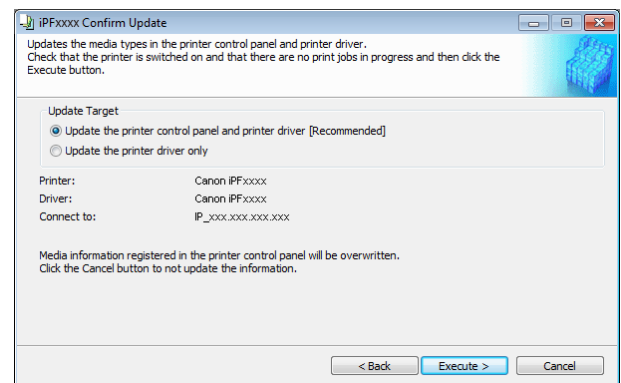 iPFxxxx Confirm Update
Updates the media types in the printer control panel and printer driver.
Check that the printer is switched on and that there are no print jobs in progress and then click the
Execute button.
Update Target
Update the printer control panel and printer driver [Recommended]
Update the printer driver only
Printer: Canon iPFxxxx
Driver: Canon iPFxxxx
Connect to: IP_xxx.xxx.xxx.xxx
Media information registered in the printer control panel will be overwritten.
Click the Cancel button to not update the information.
< Back Execute > Cancel